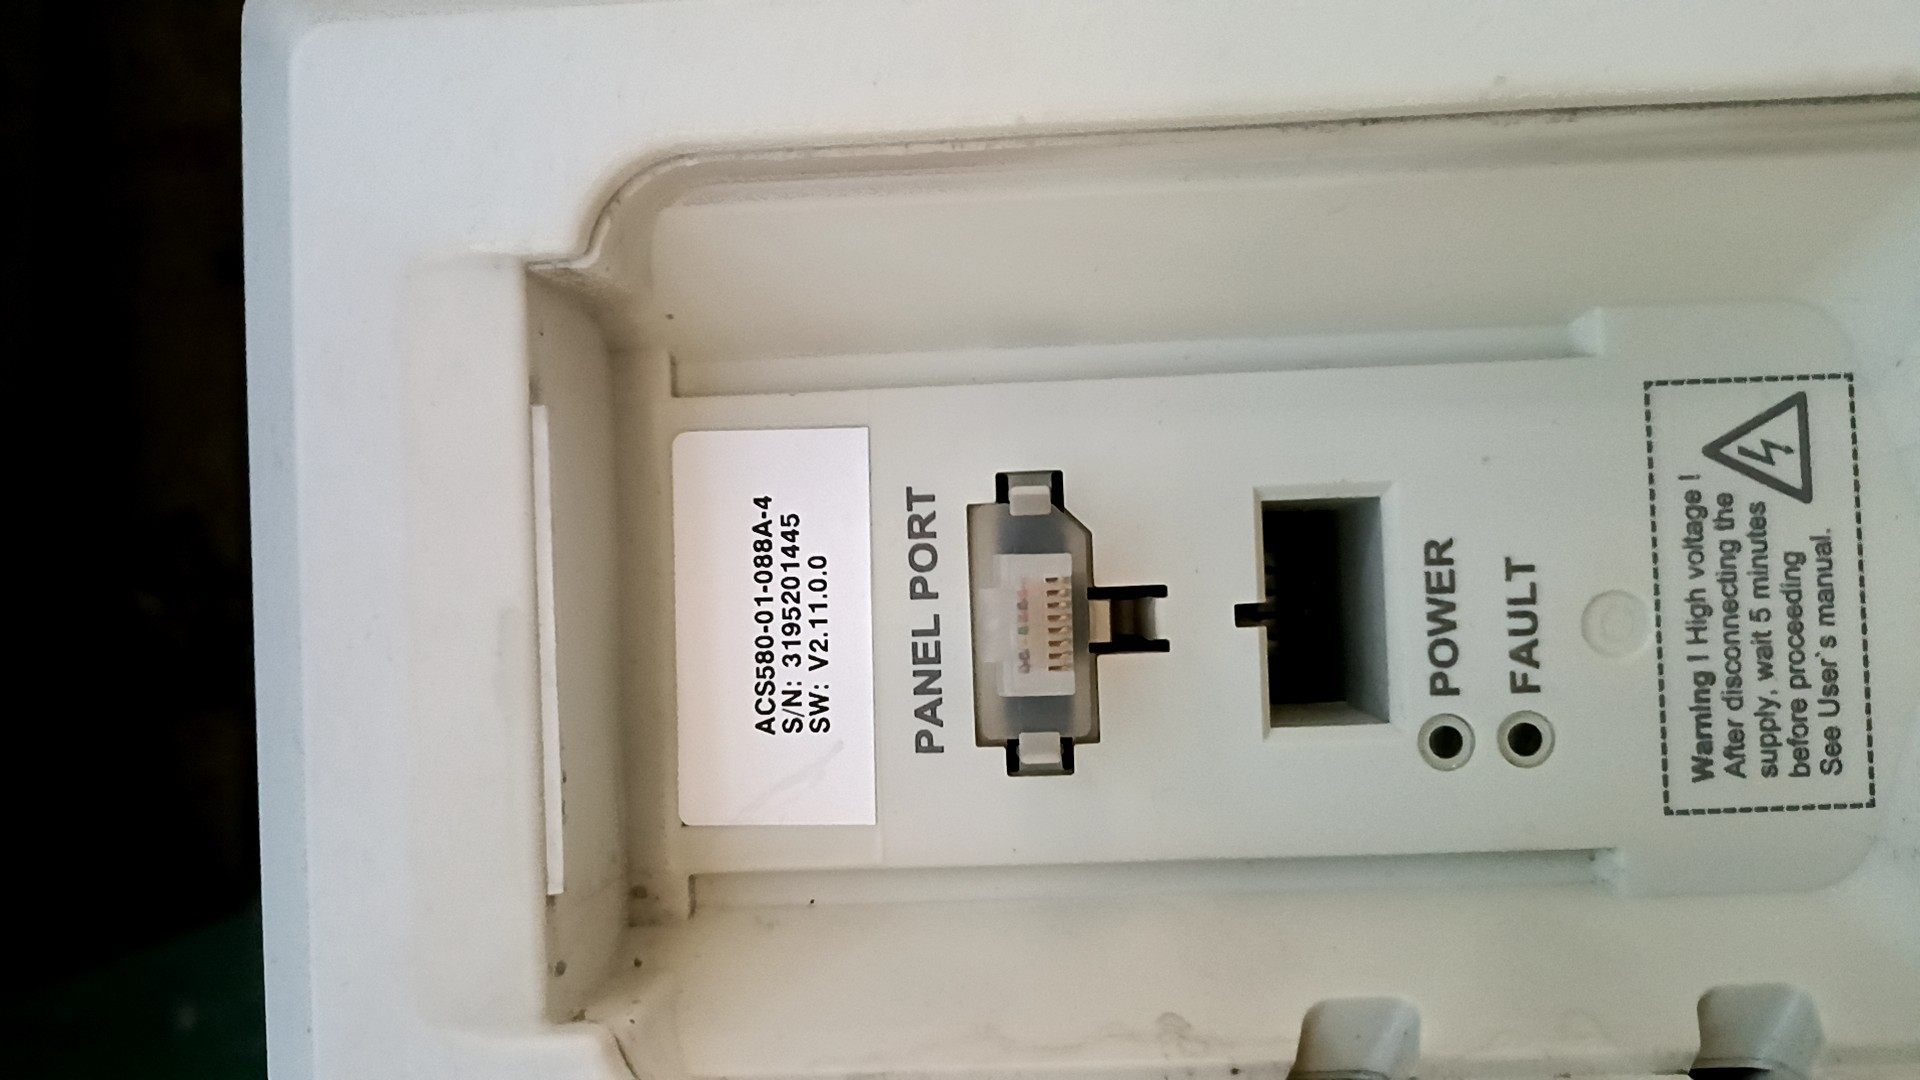 ACS580-01-088A-4
S/N: 3195201445
SW: V2.11.0.0
PANEL PORT
POWER
FAULT
Warning ! High voltage !
After disconnecting the
supply, wait 5 minutes
before proceeding
See User`s manual.